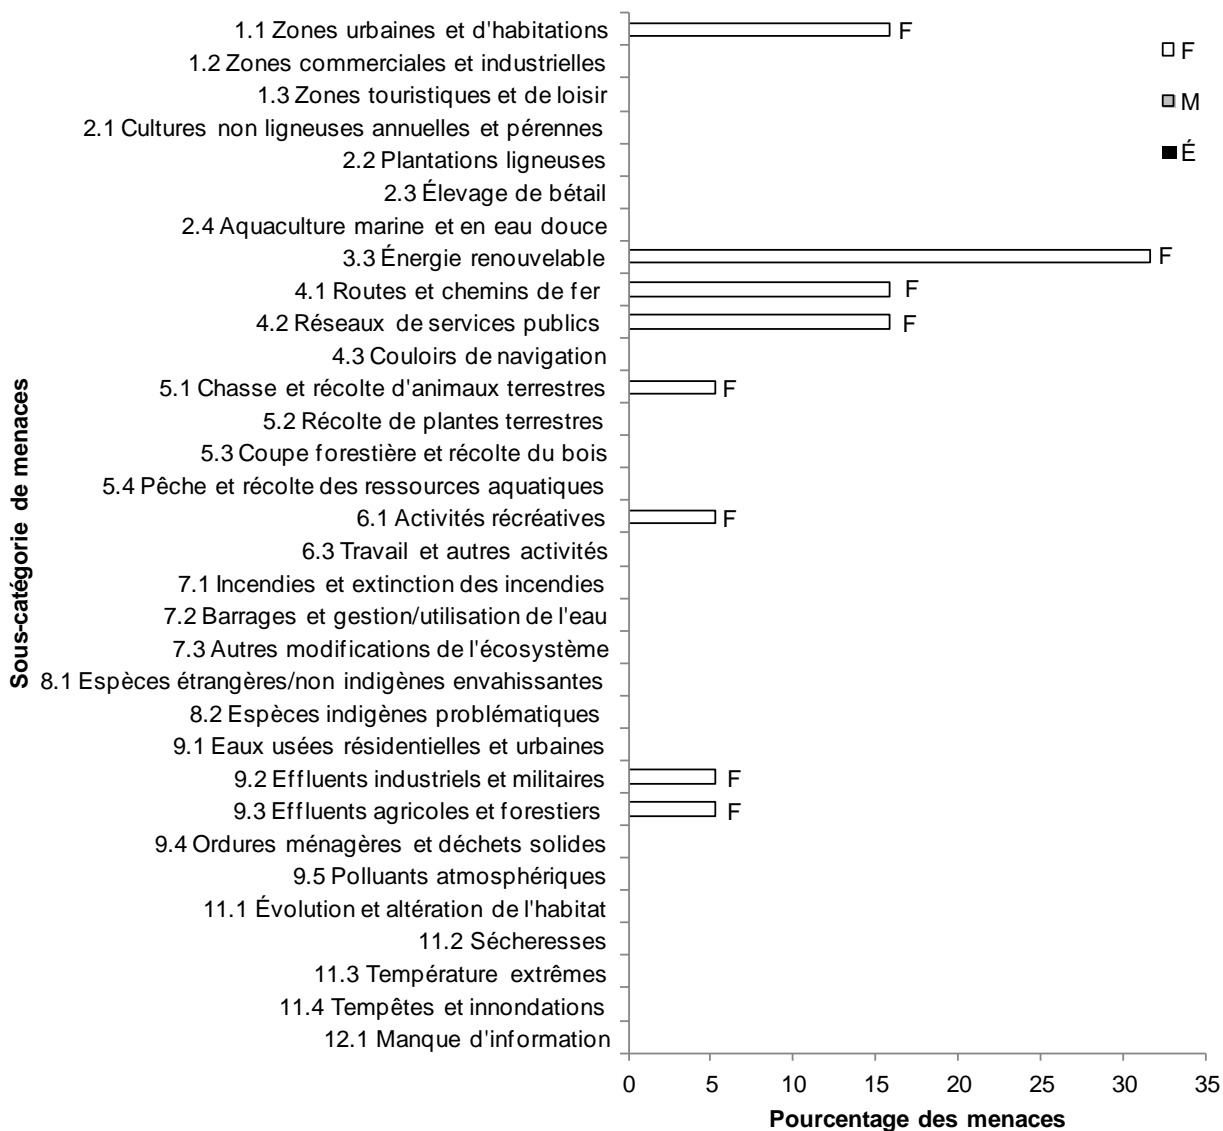 1.1 Zones urbaines et d'habitations
F
1.2 Zones commerciales et industrielles
1.3 Zones touristiques et de loisir
2.1 Cultures non ligneuses annuelles et pérennes
2.2 Plantations ligneuses
2.3 Élevage de bétail
2.4 Aquaculture marine et en eau douce
3.3 Énergie renouvelable
F
4.1 Routes et chemins de fer
F
4.2 Réseaux de services publics
F
4.3 Couloirs de navigation
5.1 Chasse et récolte d'animaux terrestres
F
5.2 Récolte de plantes terrestres
5.3 Coupe forestière et récolte du bois
5.4 Pêche et récolte des ressources aquatiques
6.1 Activités récréatives
F
6.3 Travail et autres activités
7.1 Incendies et extinction des incendies
7.2 Barrages et gestion/utilisation de l'eau
7.3 Autres modifications de l'écosystème
8.1 Espèces étrangères/non indigènes envahissantes
8.2 Espèces indigènes problématiques
9.1 Eaux usées résidentielles et urbaines
9.2 Effluents industriels et militaires
F
9.3 Effluents agricoles et forestiers
F
9.4 Ordures ménagères et déchets solides
9.5 Polluants atmosphériques
11.1 Évolution et altération de l'habitat
11.2 Sécheresses
11.3 Température extrêmes
11.4 Tempêtes et innondations
12.1 Manque d'information
Sous-catégorie de menaces
0 5 10 15 20 25 30 35
Pourcentage des menaces
F
M
É